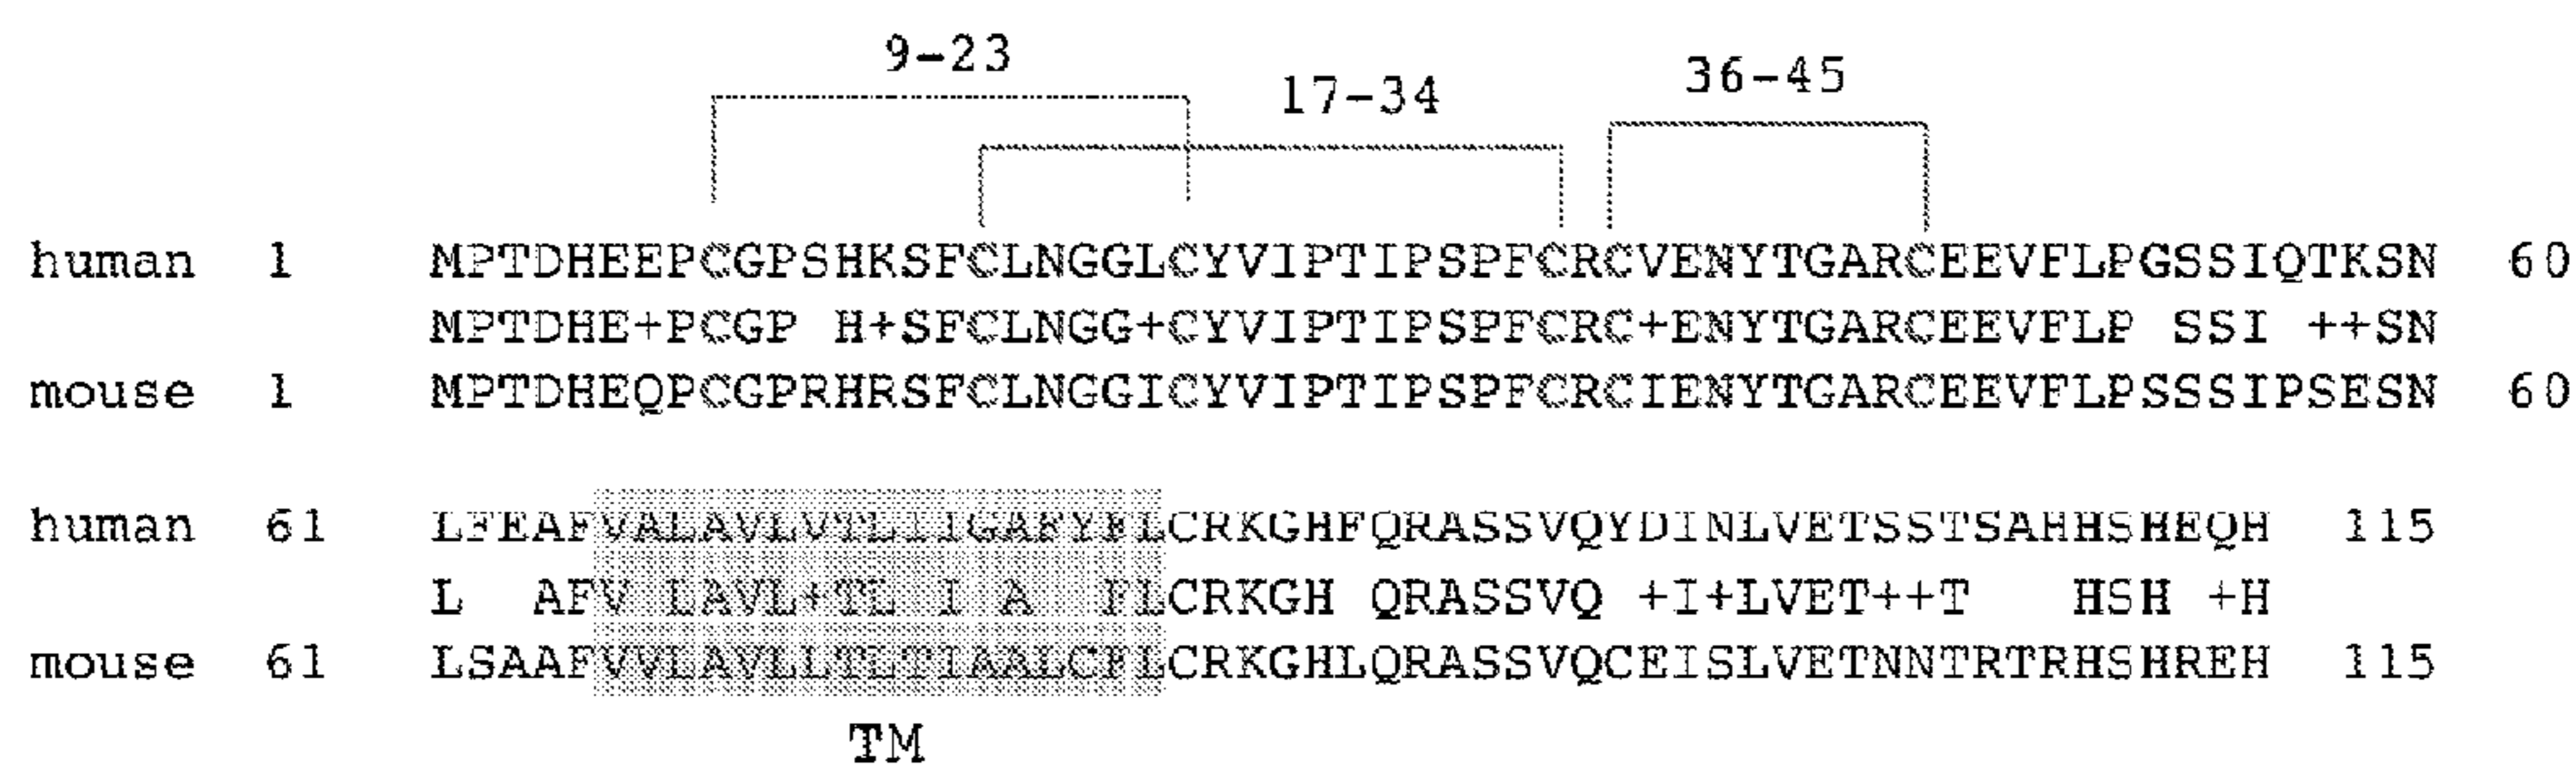 9-23
17-34
36-45
human 1 MPTDHEEPCGPSHKSFCLNGGLCYVIPTIPSPFCRCVENYTGARCEEVFLPGSSIQTKSN 60
MPTDHE+PCGP H+SFCLNGG+CYVIPTIPSPFCRC+ENYTGARCEEVFLP SSI ++SN
mouse 1 MPTDHEQPCGPRHRSFCLNGGICYVIPTIPSPFCRCIENYTGARCEEVFLPSSSIPSESN 60
human 61 LFEAFVALAVLVTLIIGAFYFLCRKGHFQRASSVQYDINLVETSSTSAHHSHEQH 115
L  AFV LAVL+TL I A  FLCRKGH QRASSVQ +I+LVET++T   HSH +H
mouse 61 LSAAFVVLAVLLTLTIAALCFLCRKGHLQRASSVQCEISLVETNNTRTRHSHREH 115
TM